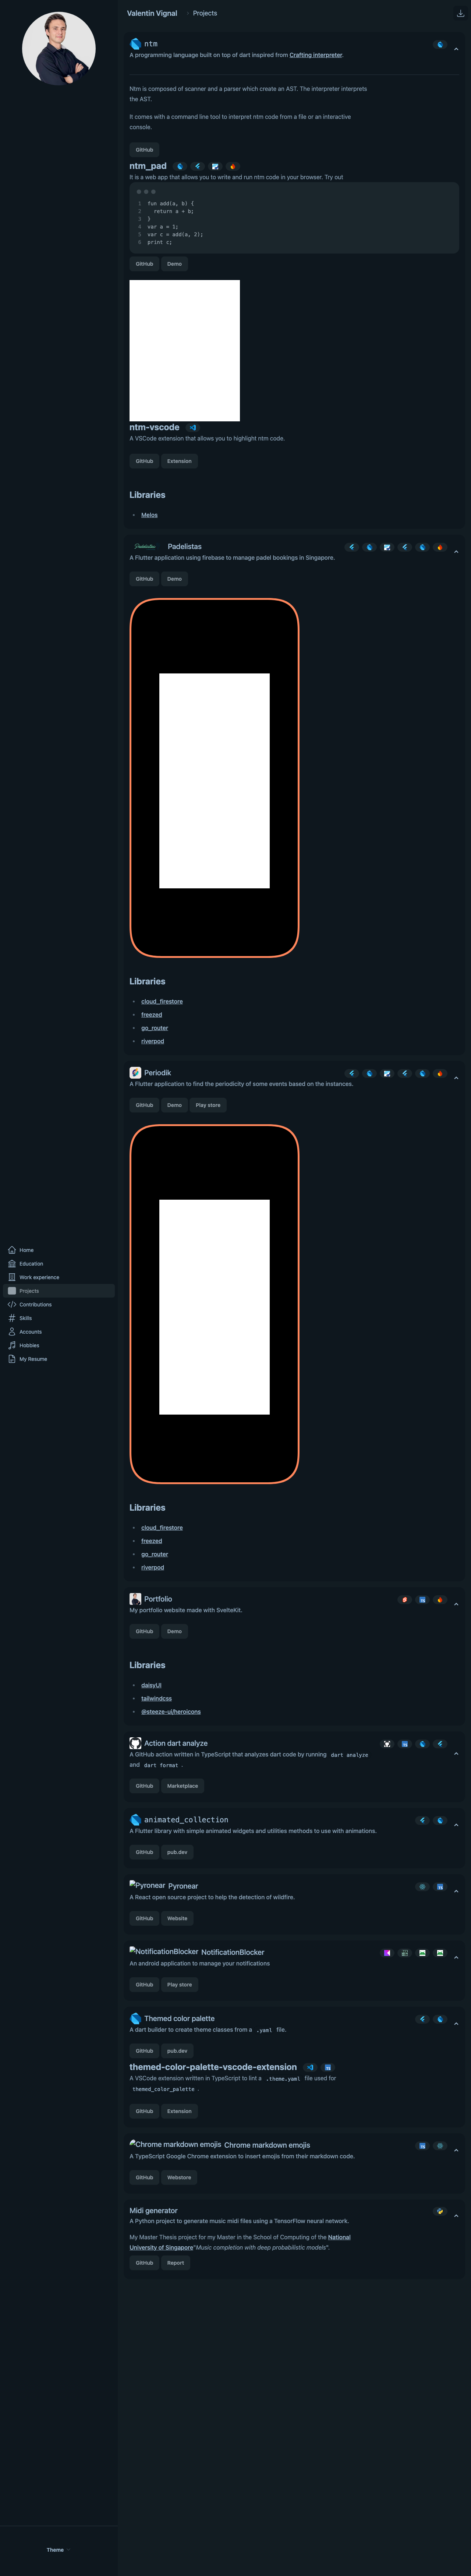 Valentin Vignal
Projects
ntm
A programming language built on top of dart inspired from Crafting interpreter.
Ntm is composed of scanner and a parser which create an AST. The interpreter interprets
the AST.
It comes with a command line tool to interpret ntm code from a file or an interactive
console.
GitHub
ntm_pad
It is a web app that allows you to write and run ntm code in your browser. Try out
1 fun add(a, b) {
2 return a + b;
3 }
4 var a = 1;
5 var c = add(a, 2);
6 print c;
GitHub Demo
ntm-vscode
A VSCode extension that allows you to highlight ntm code.
GitHub Extension
Libraries
Melos
Padelistas
Padelistas
A Flutter application using firebase to manage padel bookings in Singapore.
GitHub Demo
Libraries
cloud_firestore
freezed
go_router
riverpod
Periodik
A Flutter application to find the periodicity of some events based on the instances.
GitHub Demo Play store
Home
Education
Work experience
Projects
Contributions
Skills
Accounts
Hobbies
My Resume
Libraries
cloud_firestore
freezed
go_router
riverpod
Portfolio
My portfolio website made with SvelteKit.
GitHub Demo
Libraries
daisyUI
tailwindcss
@steeze-ui/heroicons
Action dart analyze
A GitHub action written in TypeScript that analyzes dart code by running dart analyze
and dart format .
GitHub Marketplace
animated_collection
A Flutter library with simple animated widgets and utilities methods to use with animations.
GitHub pub.dev
Pyronear Pyronear
A React open source project to help the detection of wildfire.
GitHub Website
NotificationBlocker NotificationBlocker
An android application to manage your notifications
GitHub Play store
Themed color palette
A dart builder to create theme classes from a .yaml file.
GitHub pub.dev
themed-color-palette-vscode-extension
A VSCode extension written in TypeScript to lint a .theme.yaml file used for
themed_color_palette .
GitHub Extension
Chrome markdown emojis Chrome markdown emojis
A TypeScript Google Chrome extension to insert emojis from their markdown code.
GitHub Webstore
Midi generator
A Python project to generate music midi files using a TensorFlow neural network.
My Master Thesis project for my Master in the School of Computing of the National
University of Singapore"Music completion with deep probabilistic models".
GitHub Report
Theme